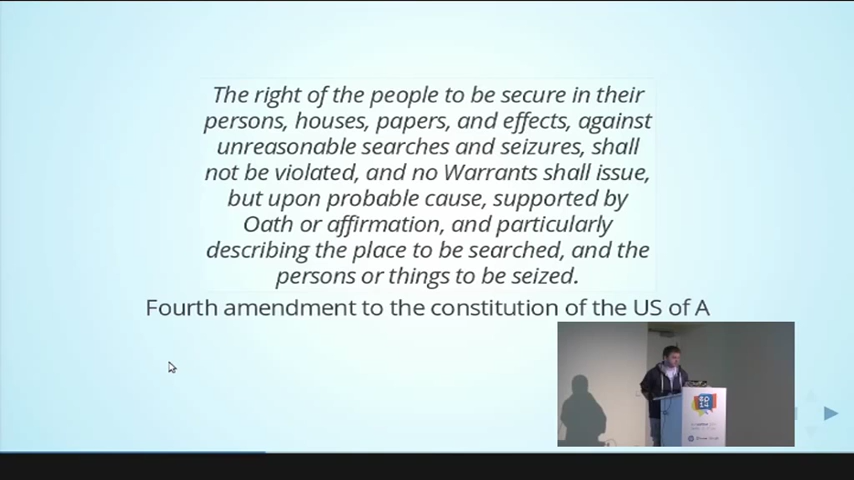 The right of the people to be secure in their
persons, houses, papers, and effects, against
unreasonable searches and seizures, shall
not be violated, and no Warrants shall issue,
but upon probable cause, supported by
Oath or affirmation, and particularly
describing the place to be searched, and the
persons or things to be seized.
Fourth amendment to the constitution of the US of A